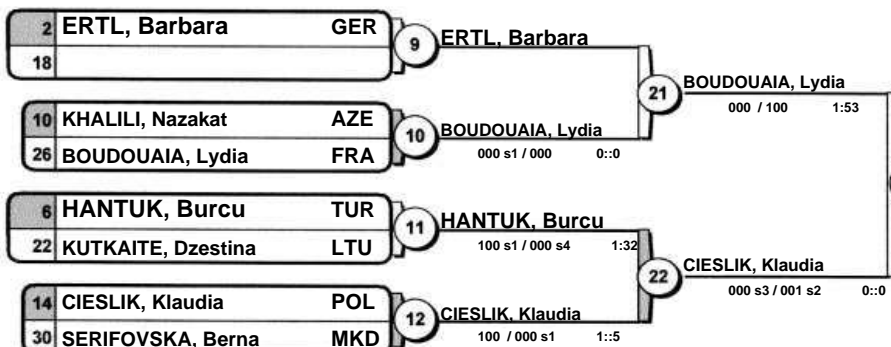 2 ERTL, Barbara GER
18
9
ERTL, Barbara
10 KHALILI, Nazakat AZE
26 BOUDOUAIA, Lydia FRA
10
BOUDOUAIA, Lydia
000 s1 / 000 0::0
21
BOUDOUAIA, Lydia
000 / 100 1:53
6 HANTUK, Burcu TUR
22 KUTKAITE, Dzestina LTU
11
HANTUK, Burcu
100 s1 / 000 s4 1:32
14 CIESLIK, Klaudia POL
30 SERIFOVSKA, Berna MKD
12
CIESLIK, Klaudia
100 / 000 s1 1::5
22
CIESLIK, Klaudia
000 s3 / 001 s2 0::0